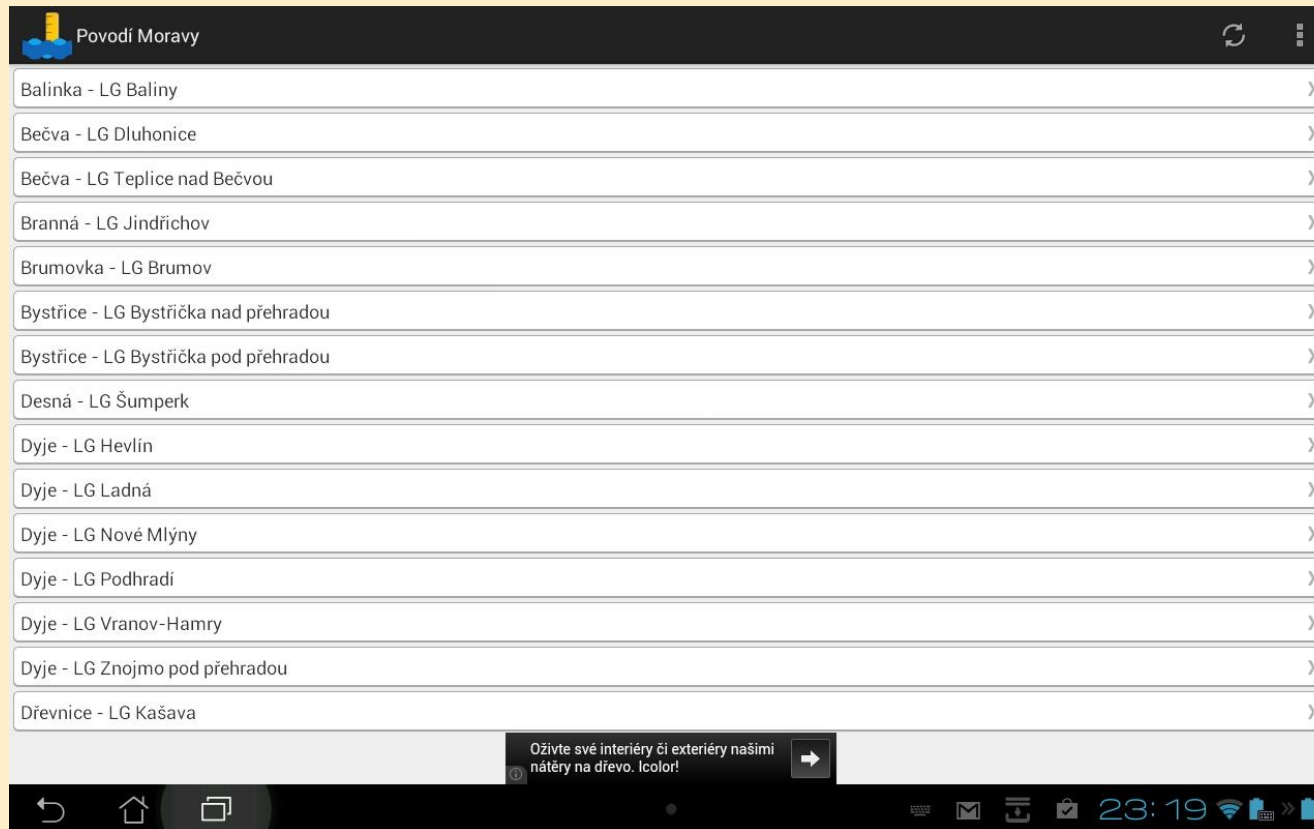 Povodí Moravy
Balinka - LG Baliny
Bečva - LG Dluhonice
Bečva - LG Teplice nad Bečvou
Branná - LG Jindřichov
Brumovka - LG Brumov
Bystřice - LG Bystřička nad přehradou
Bystřice - LG Bystřička pod přehradou
Desná - LG Šumperk
Dyje - LG Hevlín
Dyje - LG Ladná
Dyje - LG Nové Mlýny
Dyje - LG Podhradí
Dyje - LG Vranov-Hamry
Dyje - LG Znojmo pod přehradou
Dřevnice - LG Kašava
Oživte své interiéry či exteriéry našimi
nátěry na dřevo. Icolor!
23:19